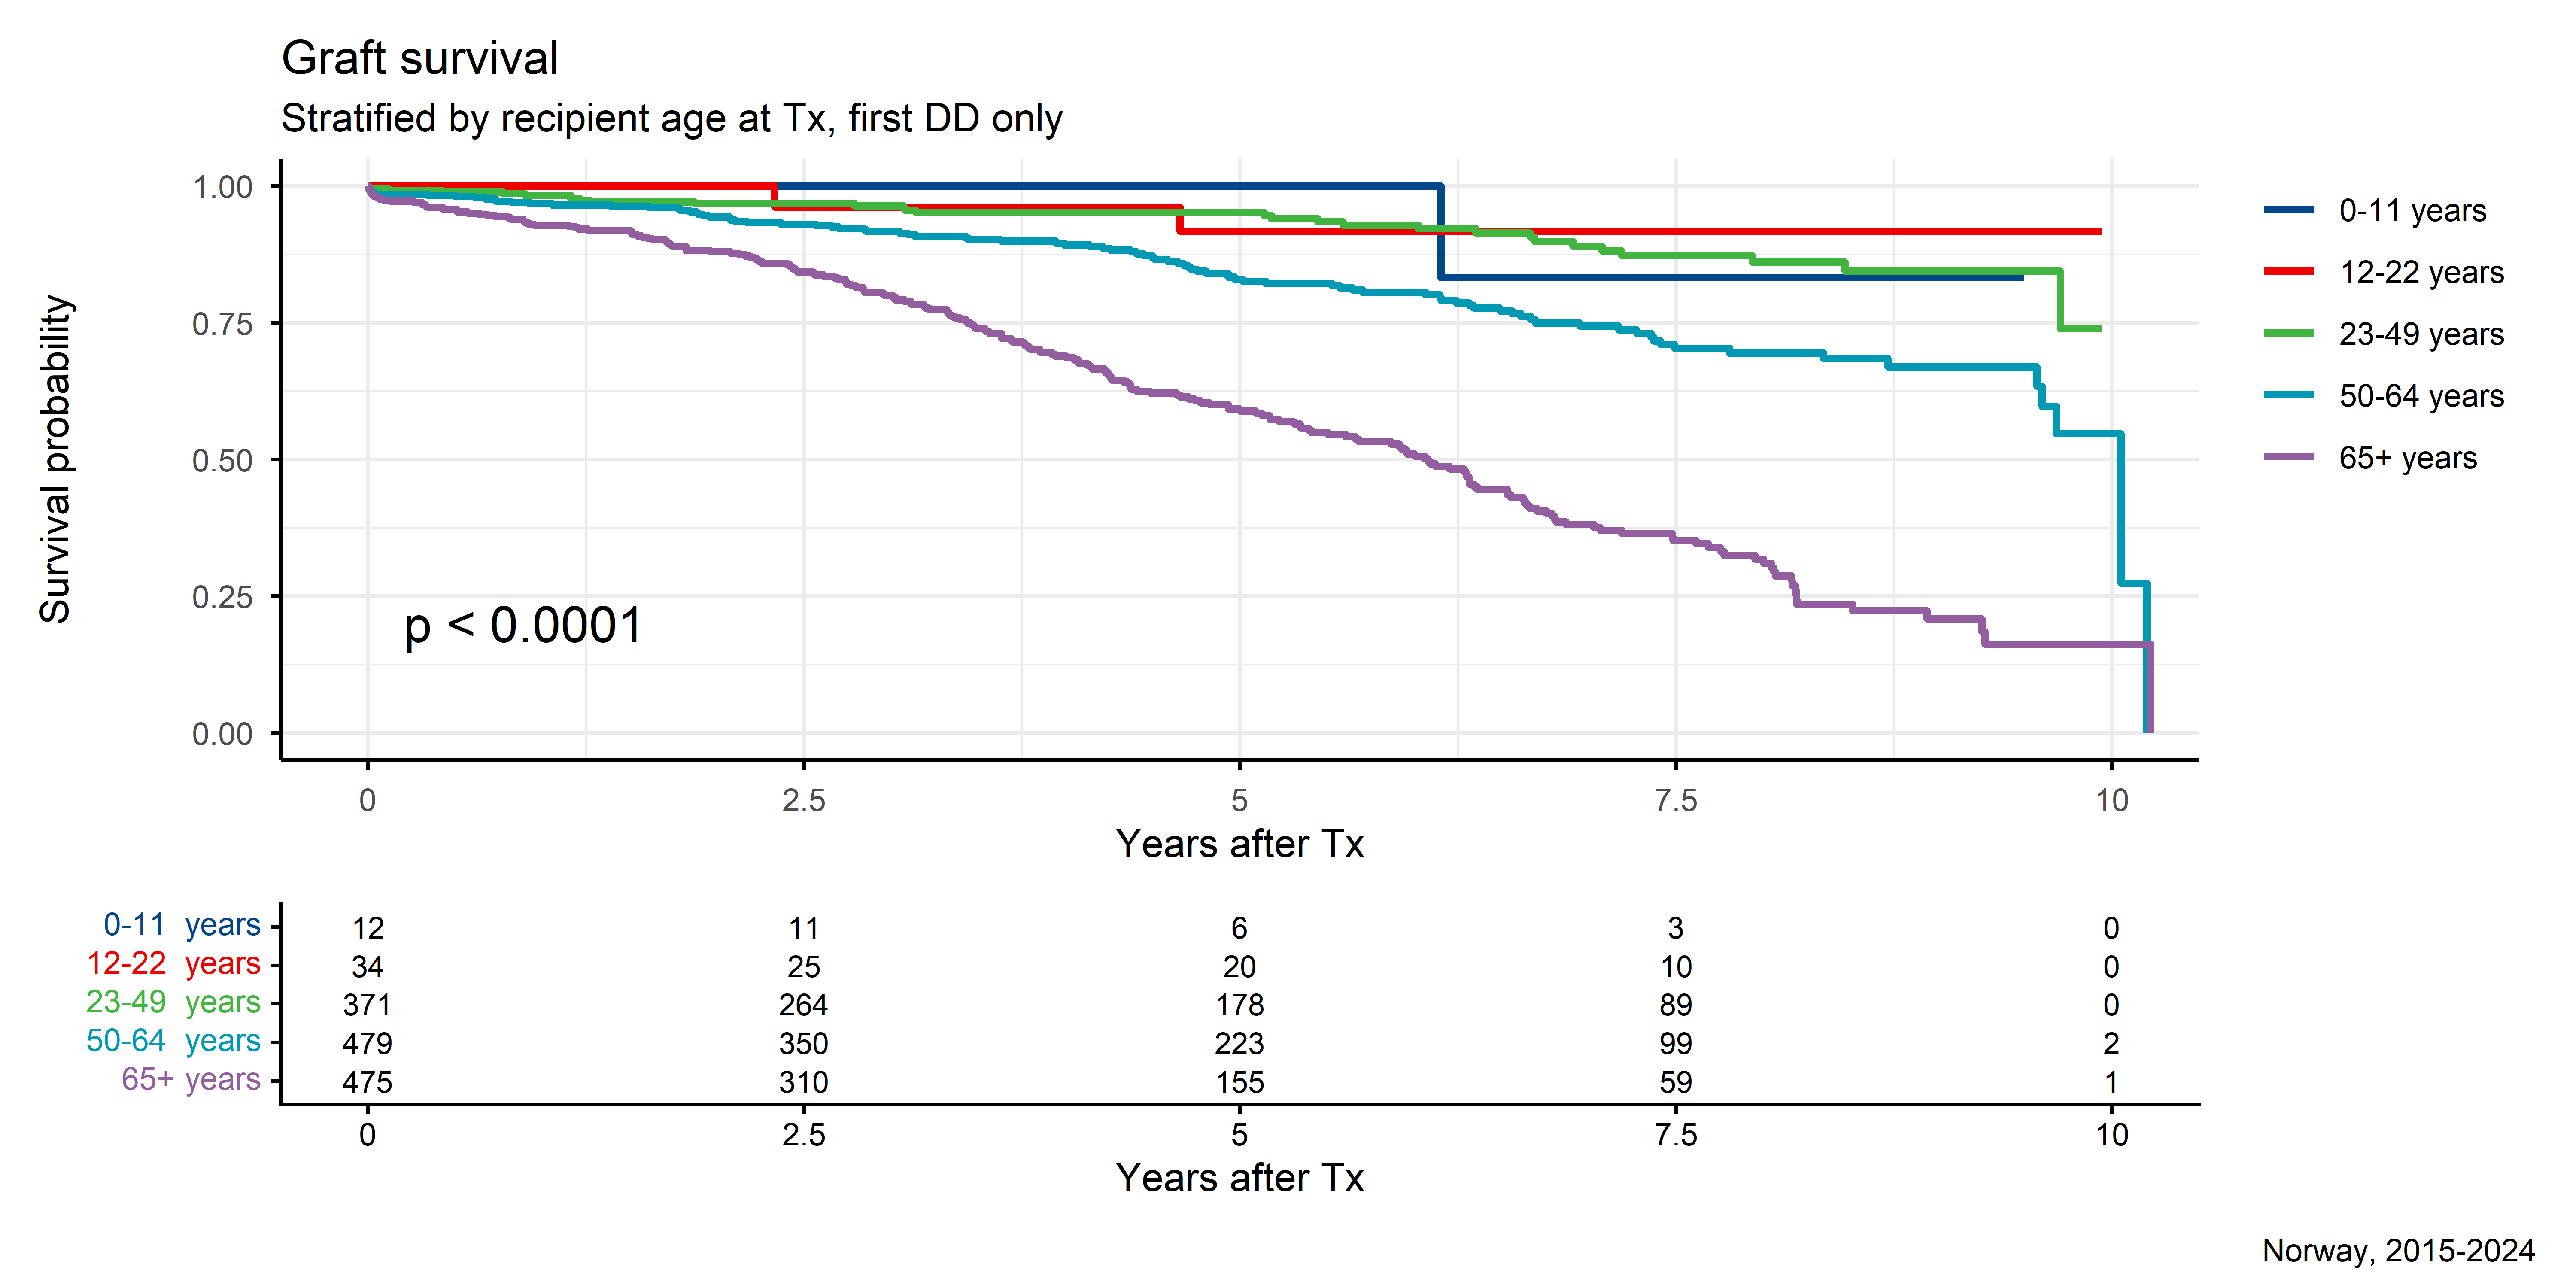 Graft survival
Stratified by recipient age at Tx, first DD only
Survival probability
1.00
0.75
0.50
0.25
0.00
p < 0.0001
0 2.5 5 7.5 10
Years after Tx
0-11 years
12-22 years
23-49 years
50-64 years
65+ years
0-11 years 12 11 6 3 0
12-22 years 34 25 20 10 0
23-49 years 371 264 178 89 0
50-64 years 479 350 223 99 2
65+ years 475 310 155 59 1
0 2.5 5 7.5 10
Years after Tx
Norway, 2015-2024